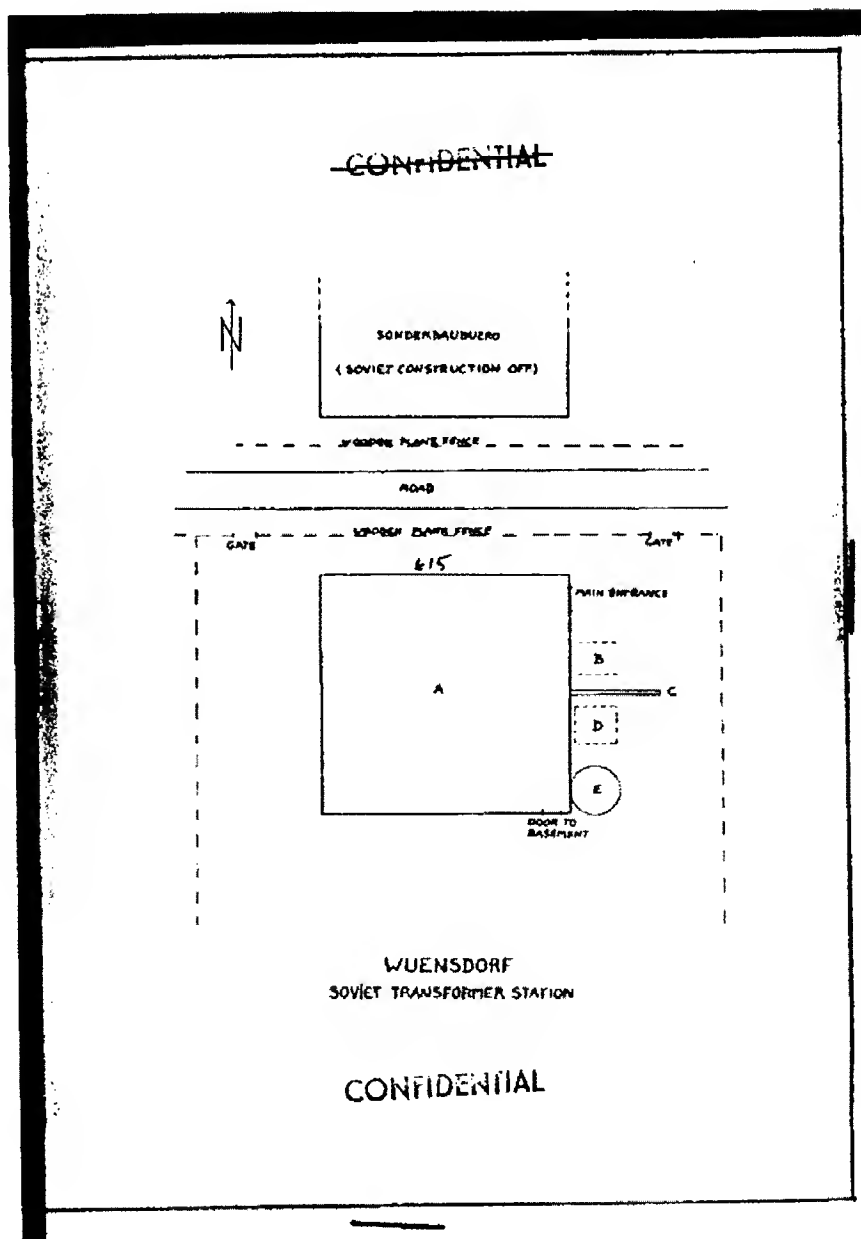 CONFIDENTIAL
N
SONDERBAUBUERO
(SOVIET CONSTRUCTION OFF)
WOODEN PLANK FENCE
ROAD
WOODEN PLANK FENCE
GATE
GATE
615
MAIN ENTRANCE
B
A
C
D
E
DOOR TO
BASEMENT
WUENSDORF
SOVIET TRANSFORMER STATION
CONFIDENTIAL